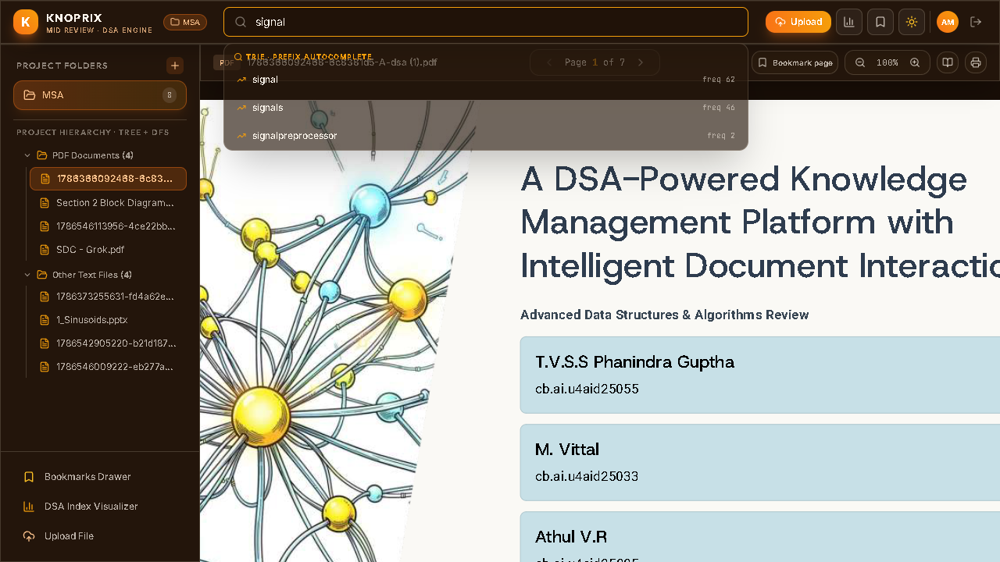 K
KNOPRIX
MID REVIEW · DSA ENGINE
MSA
signal
Upload
AM
PROJECT FOLDERS
MSA
8
PROJECT HIERARCHY · TREE + DFS
PDF Documents (4)
1786366092468-6c83...
Section 2 Block Diagram...
1786546113956-4ce22bb...
SDC - Grok.pdf
Other Text Files (4)
1786373255631-fd4a62e...
1_Sinusoids.pptx
1786542905220-b21d187...
1786546009222-eb277a...
Bookmarks Drawer
DSA Index Visualizer
Upload File
TRIE · PREFIX AUTOCOMPLETE
PDF
1786366092468-6c8381d5-A-dsa (1).pdf
Page 1 of 7
Bookmark page
100%
signal
freq 62
signals
freq 46
signalpreprocessor
freq 2
A DSA-Powered Knowledge
Management Platform with
Intelligent Document Interactio
Advanced Data Structures & Algorithms Review
T.V.S.S Phanindra Guptha
cb.ai.u4aid25055
M. Vittal
cb.ai.u4aid25033
Athul V.R